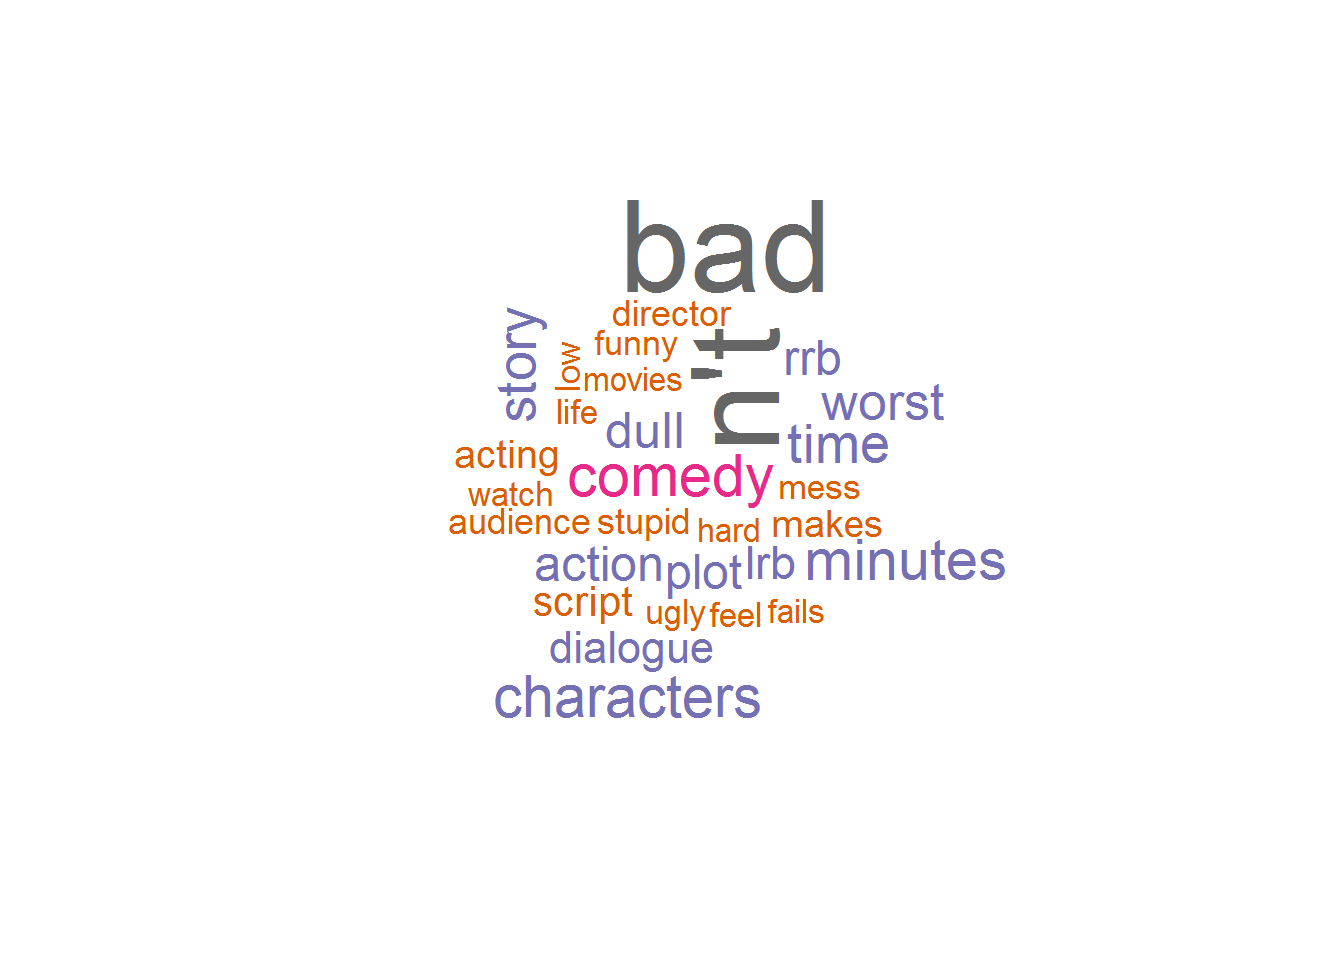 bad
director
n't
story
funny
rrb
low
movies
worst
life
dull
time
acting
comedy
mess
watch
audience
stupid
hard
makes
action
plot
lrb
minutes
script
ugly
feel
fails
dialogue
characters